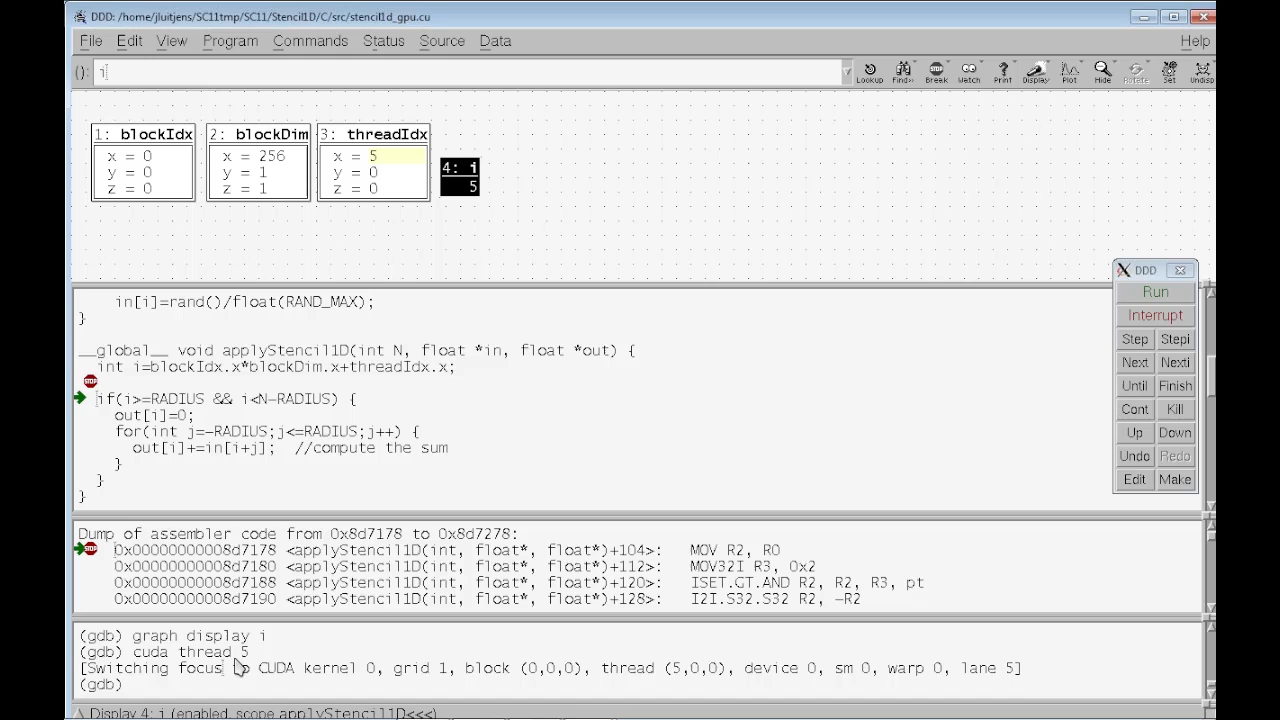 DDD: /home/jluitjens/SC11tmp/SC11/Stencil1D/C/src/stencil1d_gpu.cu
File Edit View Program Commands Status Source Data Help
(): i
Lookup Find>> Break Watch Print Display Plot Hide Rotate Set Undisp
1: blockIdx
x = 0
y = 0
z = 0
2: blockDim
x = 256
y = 1
z = 1
3: threadIdx
x = 5
y = 0
z = 0
4: i
5
in[i]=rand()/float(RAND_MAX);
}
__global__ void applyStencil1D(int N, float *in, float *out) {
int i=blockIdx.x*blockDim.x+threadIdx.x;
STOP
if(i>=RADIUS && i<N-RADIUS) {
out[i]=0;
for(int j=-RADIUS;j<=RADIUS;j++) {
out[i]+=in[i+j]; //compute the sum
}
}
}
DDD
Run
Interrupt
Step Stepi
Next Nexti
Until Finish
Cont Kill
Up Down
Undo Redo
Edit Make
Dump of assembler code from 0x8d7178 to 0x8d7278:
STOP 0x00000000008d7178 <applyStencil1D(int, float*, float*)+104>: MOV R2, R0
0x00000000008d7180 <applyStencil1D(int, float*, float*)+112>: MOV32I R3, 0x2
0x00000000008d7188 <applyStencil1D(int, float*, float*)+120>: ISET.GT.AND R2, R2, R3, pt
0x00000000008d7190 <applyStencil1D(int, float*, float*)+128>: I2I.S32.S32 R2, -R2
(gdb) graph display i
(gdb) cuda thread 5
[Switching focus to CUDA kernel 0, grid 1, block (0,0,0), thread (5,0,0), device 0, sm 0, warp 0, lane 5]
(gdb)
Display 4: i (enabled, scope applyStencil1D<<<)